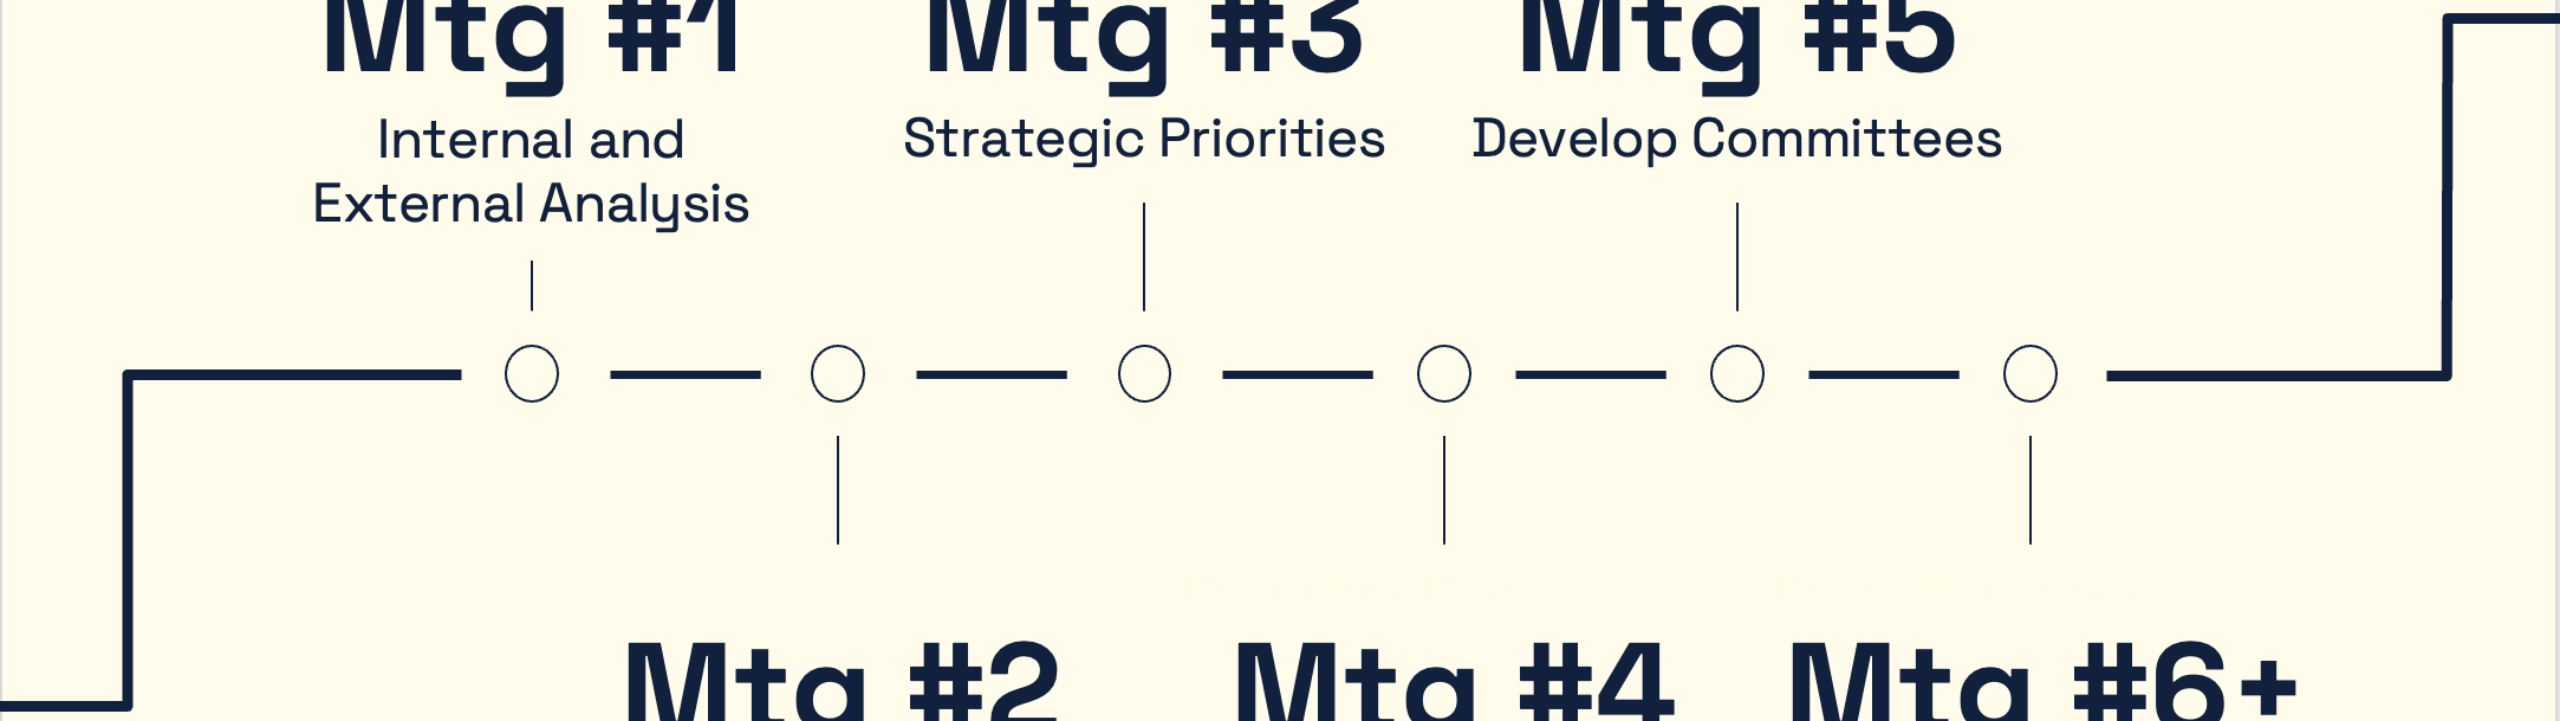 Mtg #1
Internal and
External Analysis
Mtg #3
Strategic Priorities
Mtg #5
Develop Committees
Mtg #2
Mtg #4
Mtg #6+